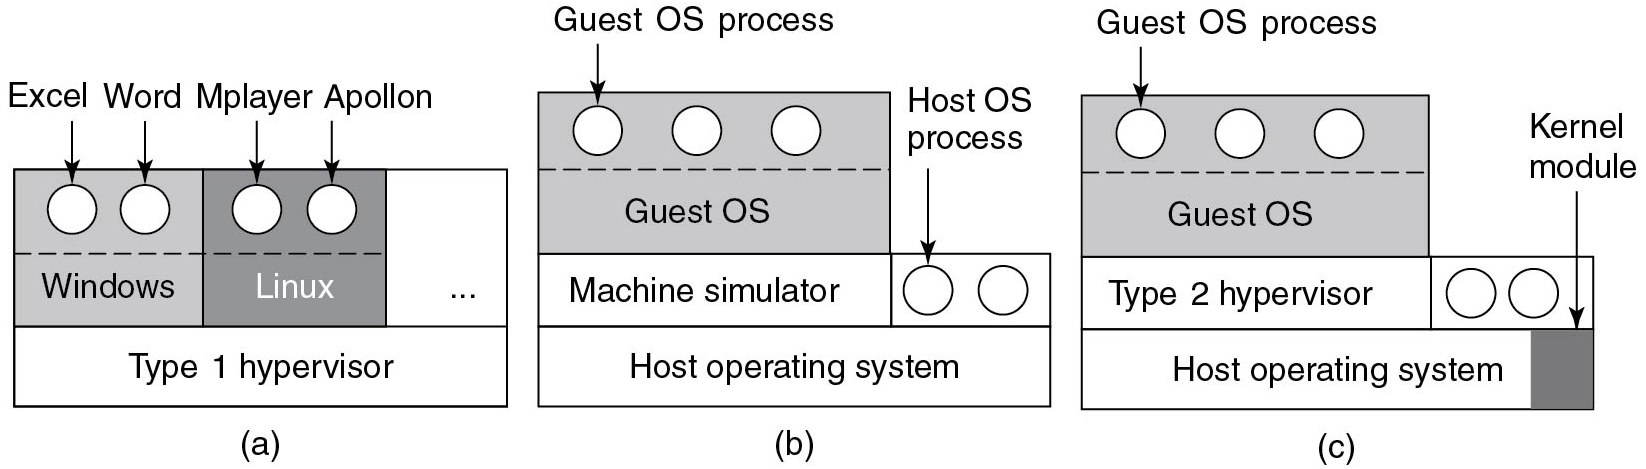 Excel Word Mplayer Apollon
Windows
Linux
...
Type 1 hypervisor
(a)
Guest OS process
Host OS
process
Guest OS
Machine simulator
Host operating system
(b)
Guest OS process
Kernel
module
Guest OS
Type 2 hypervisor
Host operating system
(c)